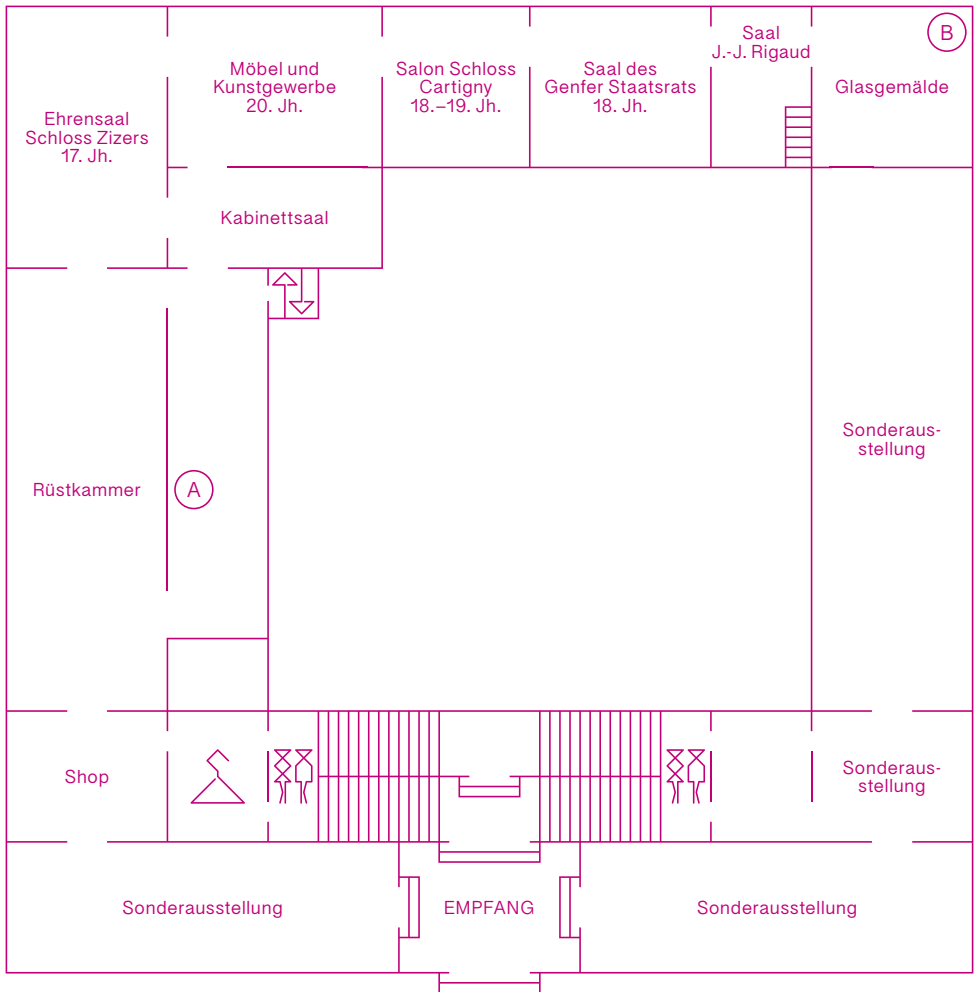 B
Saal
J.-J. Rigaud
Möbel und
Kunstgewerbe
20. Jh.
Salon Schloss
Cartigny
18.–19. Jh.
Saal des
Genfer Staatsrats
18. Jh.
Glasgemälde
Ehrensaal
Schloss Zizers
17. Jh.
Kabinettsaal
Sonderaus-
stellung
Rüstkammer
A
Shop
Sonderaus-
stellung
Sonderausstellung
EMPFANG
Sonderausstellung